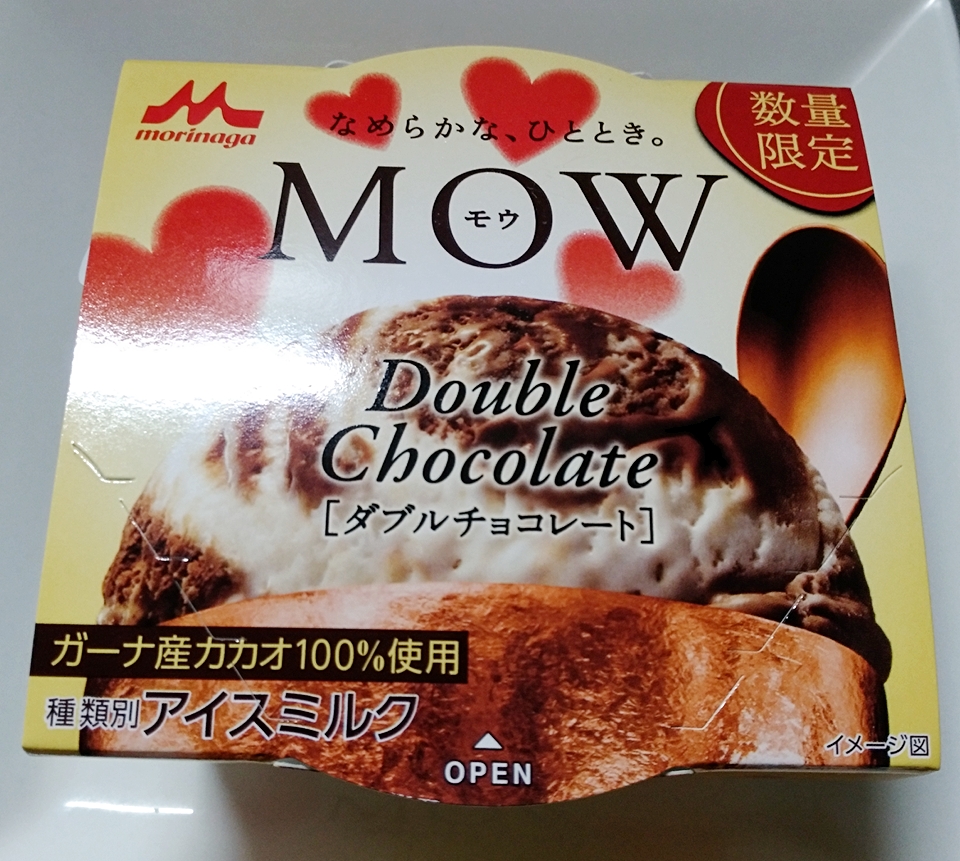 morinaga
なめらかな、ひととき。
数量
限定
MOW
モウ
Double
Chocolate
[ダブルチョコレート]
ガーナ産カカオ100%使用
種類別アイスミルク
イメージ図
OPEN